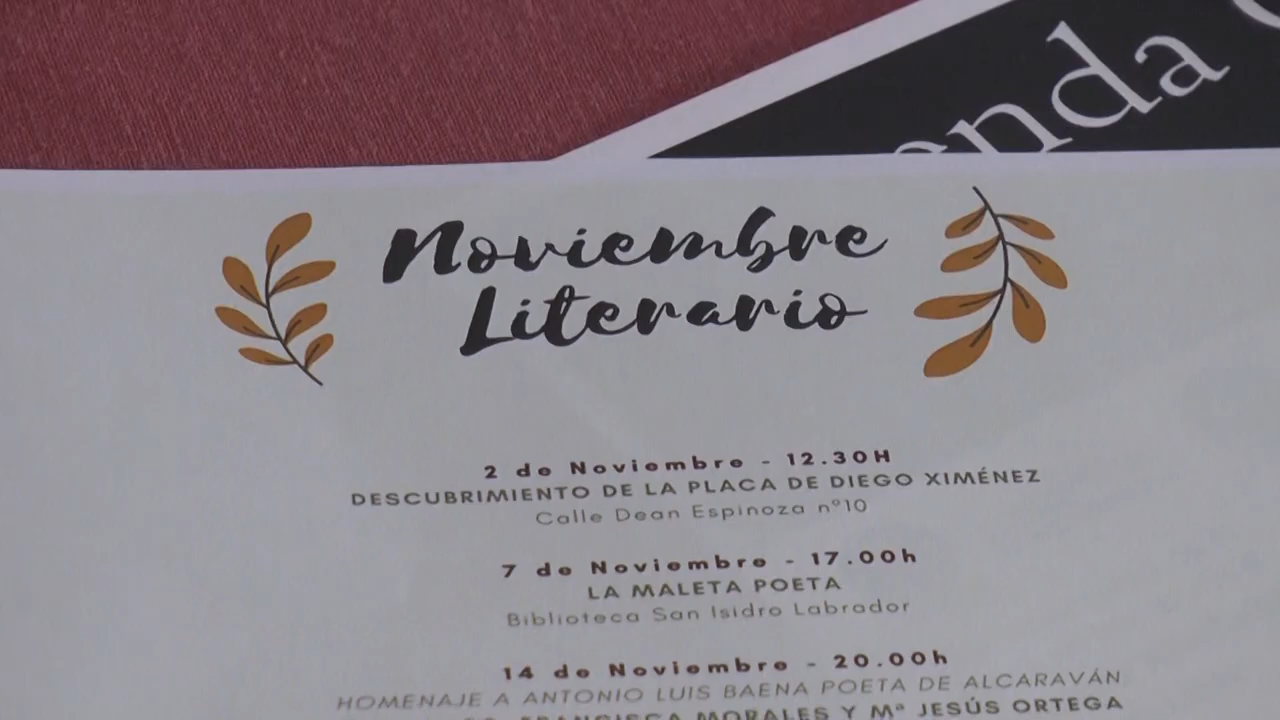 enda
Noviembre
Literario
2 de Noviembre - 12.30H
DESCUBRIMIENTO DE LA PLACA DE DIEGO XIMÉNEZ
Calle Dean Espinoza nº10
7 de Noviembre - 17.00h
LA MALETA POETA
Biblioteca San Isidro Labrador
14 de Noviembre - 20.00h
HOMENAJE A ANTONIO LUIS BAENA POETA DE ALCARAVÁN
FRANCISCA MORALES Y Mª JESÚS ORTEGA